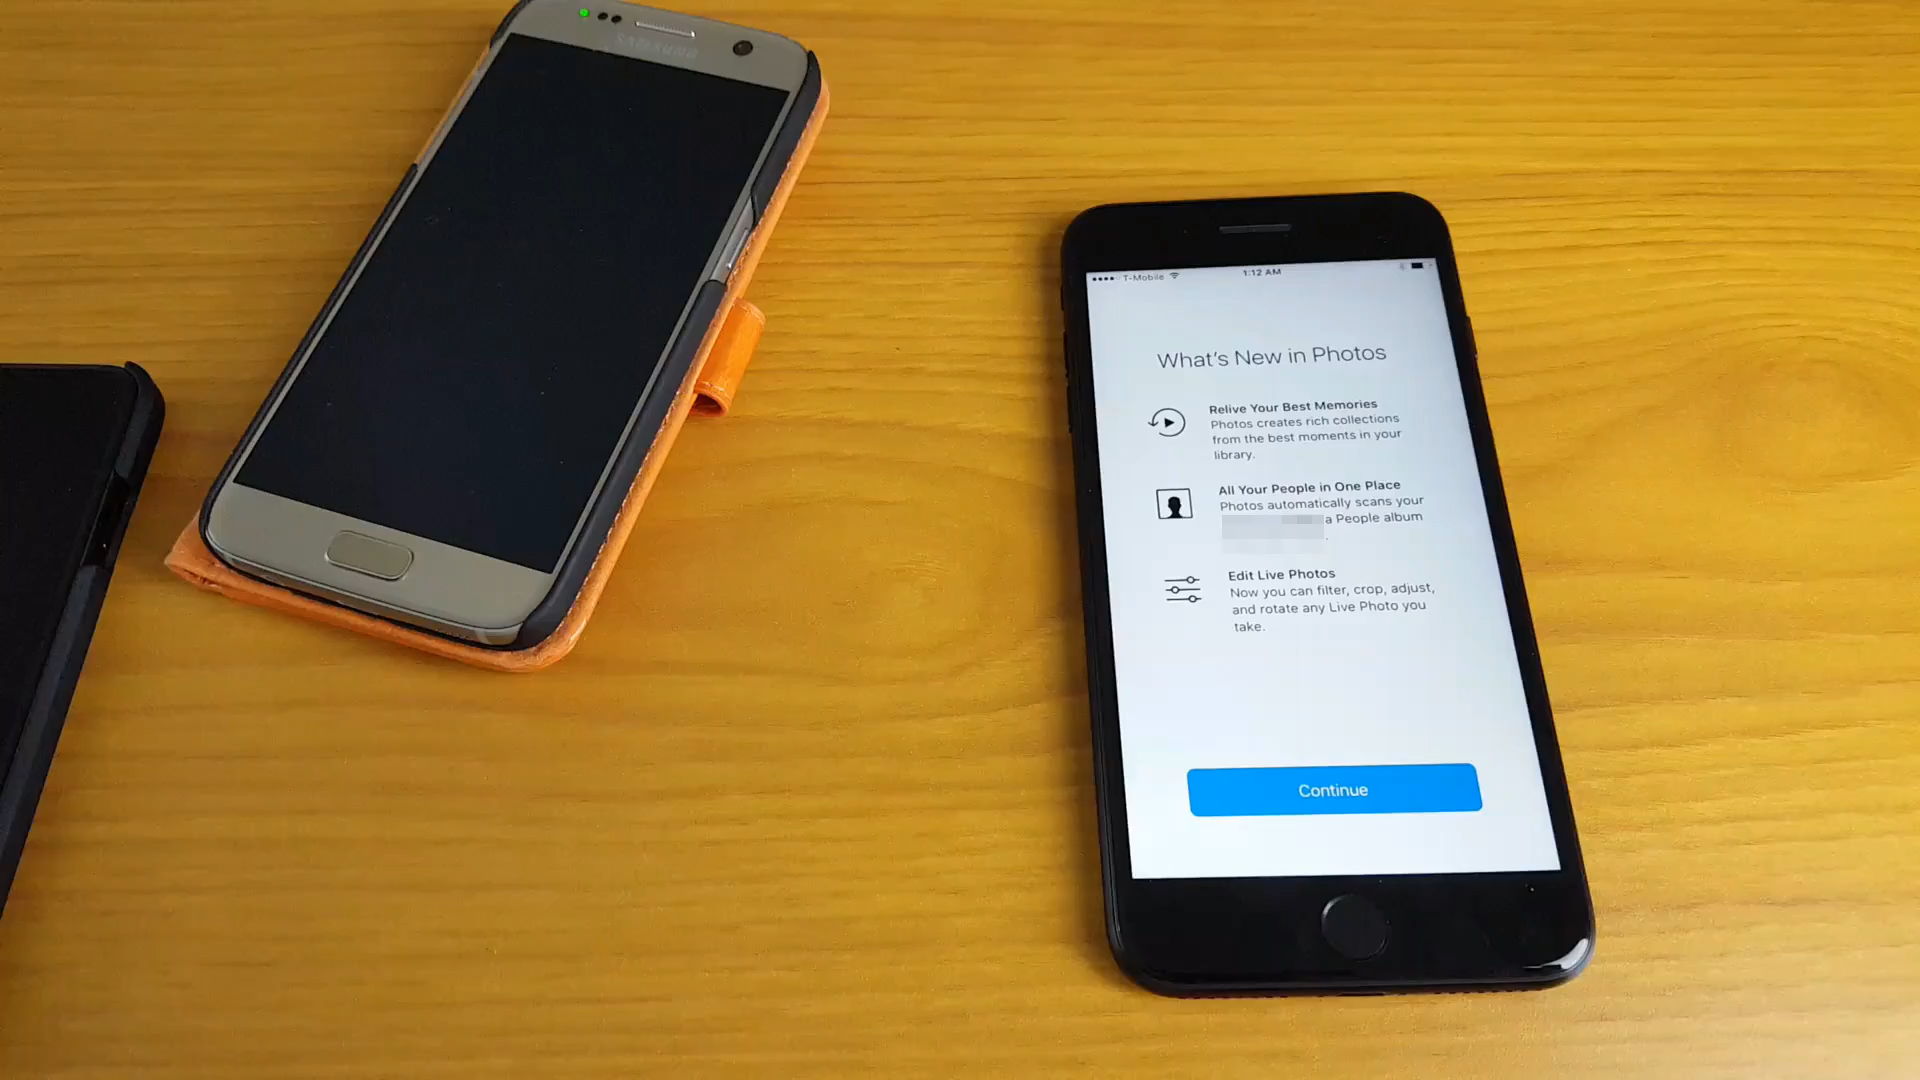 SAMSUNG
T-Mobile 1:12 AM
What's New in Photos
Relive Your Best Memories
Photos creates rich collections
from the best moments in your
library.
All Your People in One Place
Photos automatically scans your
a People album
.
Edit Live Photos
Now you can filter, crop, adjust,
and rotate any Live Photo you
take.
Continue